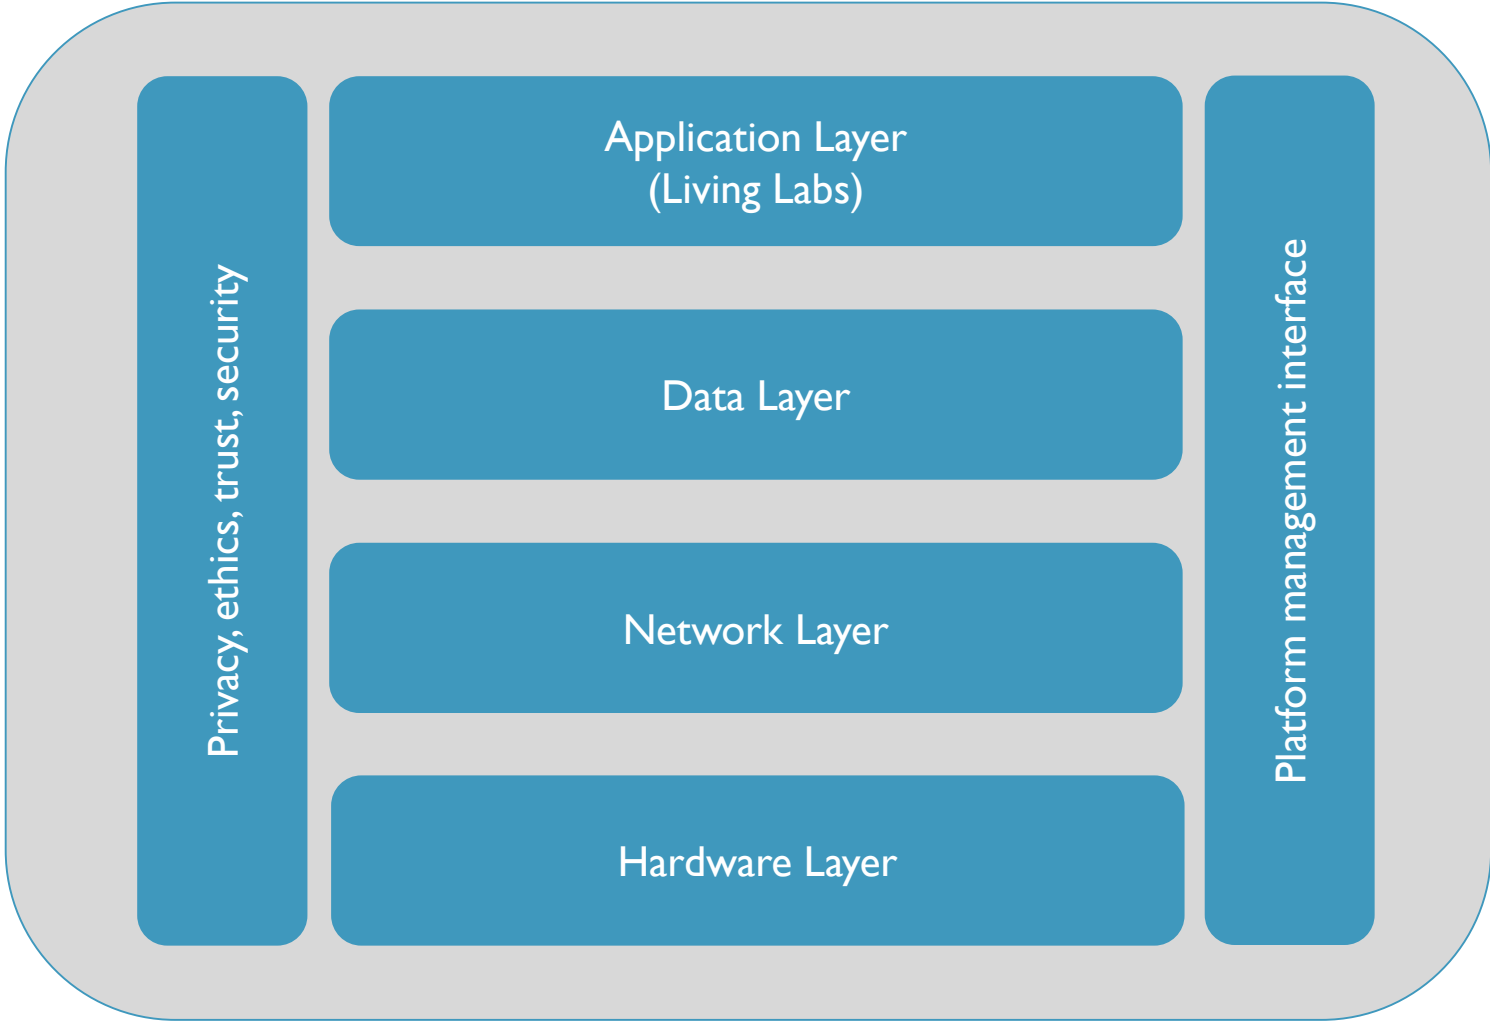 Privacy, ethics, trust, security
Application Layer
(Living Labs)
Data Layer
Network Layer
Hardware Layer
Platform management interface